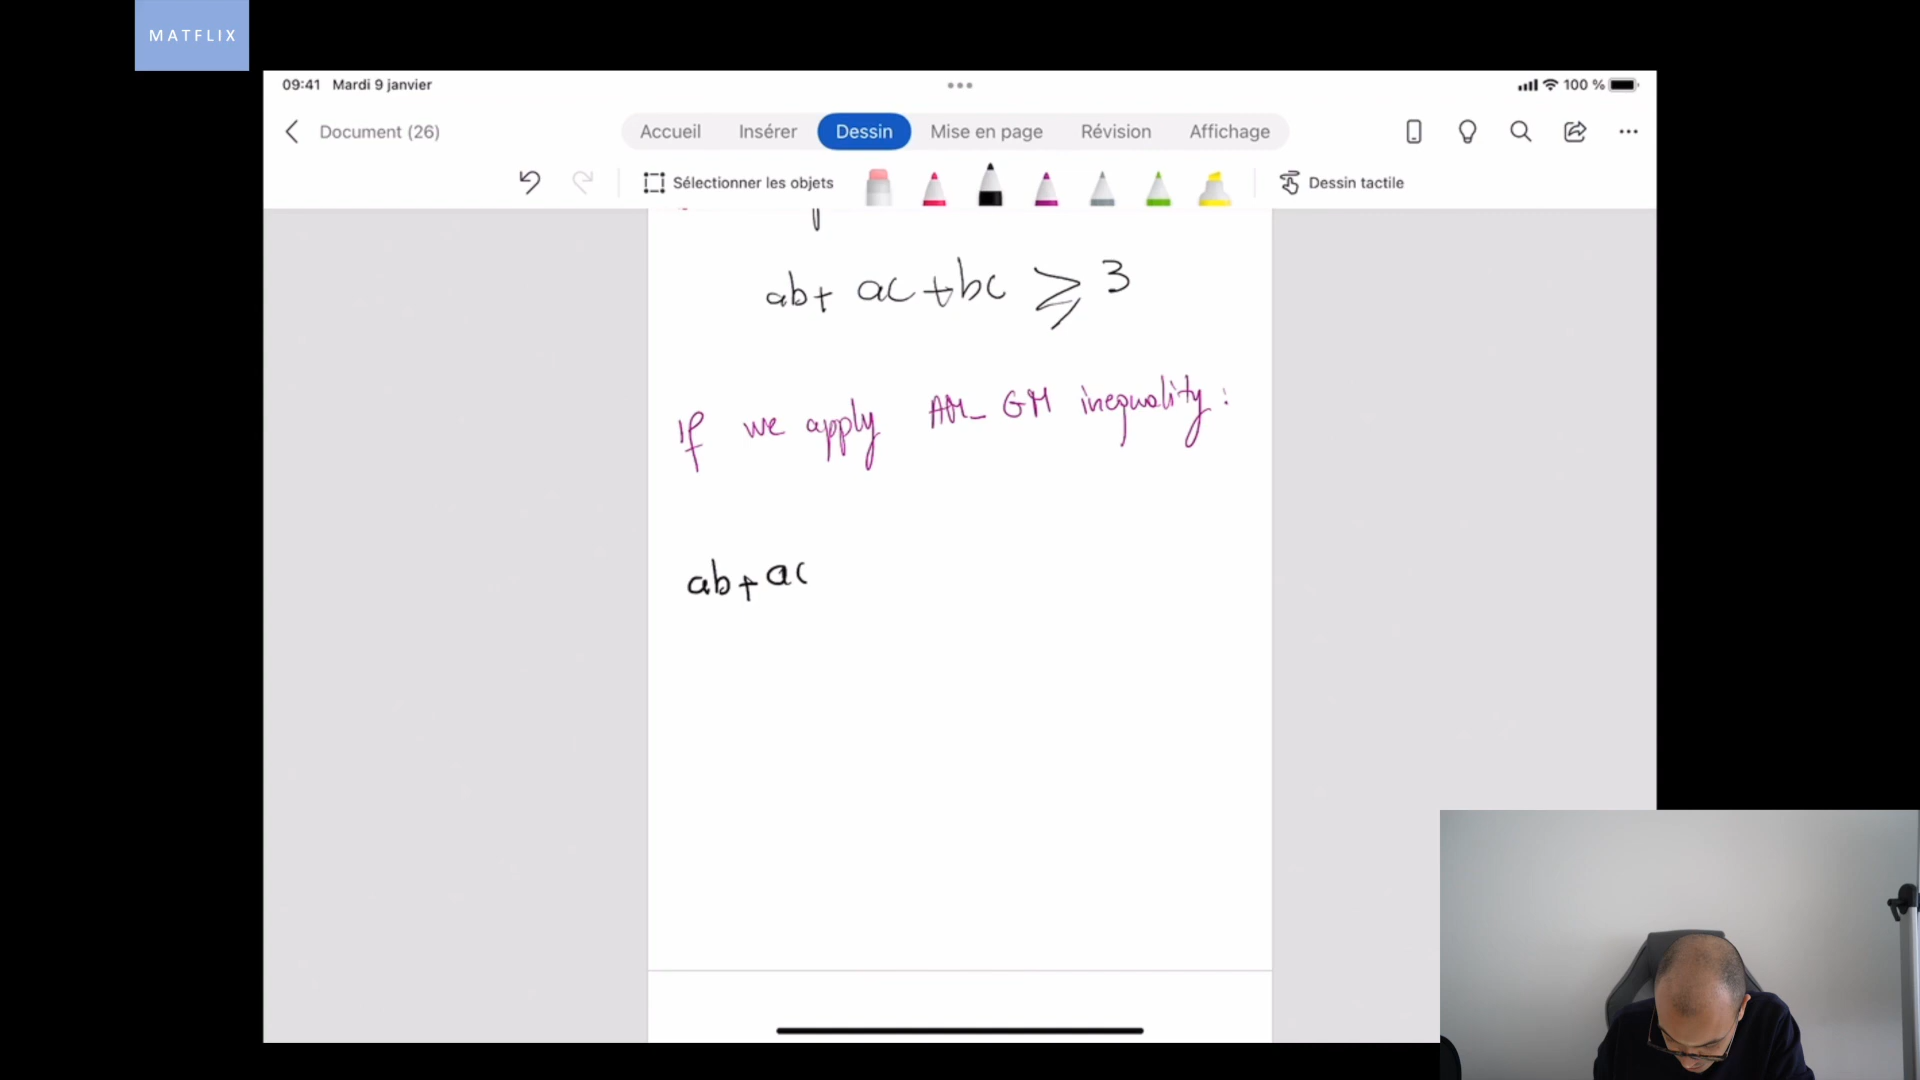 MATFLIX
09:41 Mardi 9 janvier
100 %
Document (26)
Accueil Insérer Dessin Mise en page Révision Affichage
Sélectionner les objets
Dessin tactile
ab+ ac+bc ⩾ 3
If we apply AM_GM inequality:
ab+ac